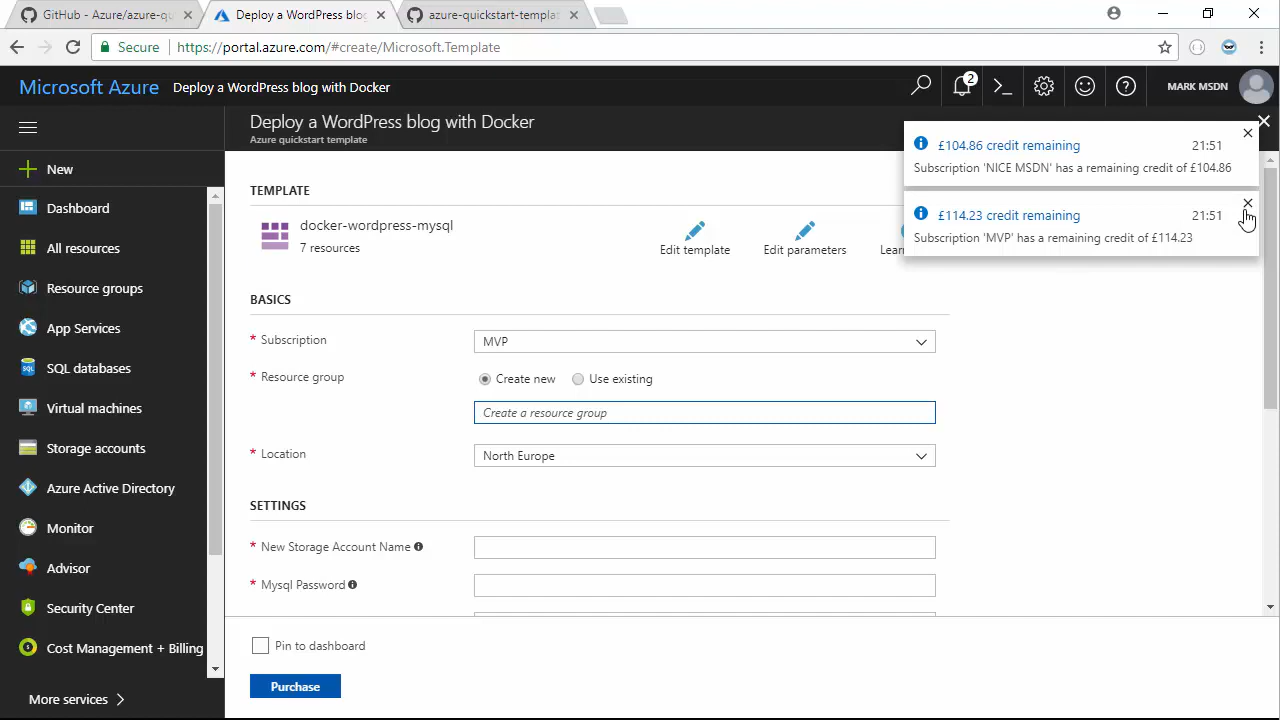 GitHub - Azure/azure-qu
Deploy a WordPress blog
azure-quickstart-templat
Secure
https://portal.azure.com/#create/Microsoft.Template
Microsoft Azure
Deploy a WordPress blog with Docker
2
MARK MSDN
Deploy a WordPress blog with Docker
Azure quickstart template
New
Dashboard
All resources
Resource groups
App Services
SQL databases
Virtual machines
Storage accounts
Azure Active Directory
Monitor
Advisor
Security Center
Cost Management + Billing
More services
£104.86 credit remaining
21:51
Subscription 'NICE MSDN' has a remaining credit of £104.86
£114.23 credit remaining
21:51
Subscription 'MVP' has a remaining credit of £114.23
TEMPLATE
docker-wordpress-mysql
7 resources
Edit template
Edit parameters
Lear
BASICS
* Subscription
MVP
* Resource group
Create new
Use existing
Create a resource group
* Location
North Europe
SETTINGS
* New Storage Account Name
* Mysql Password
Pin to dashboard
Purchase